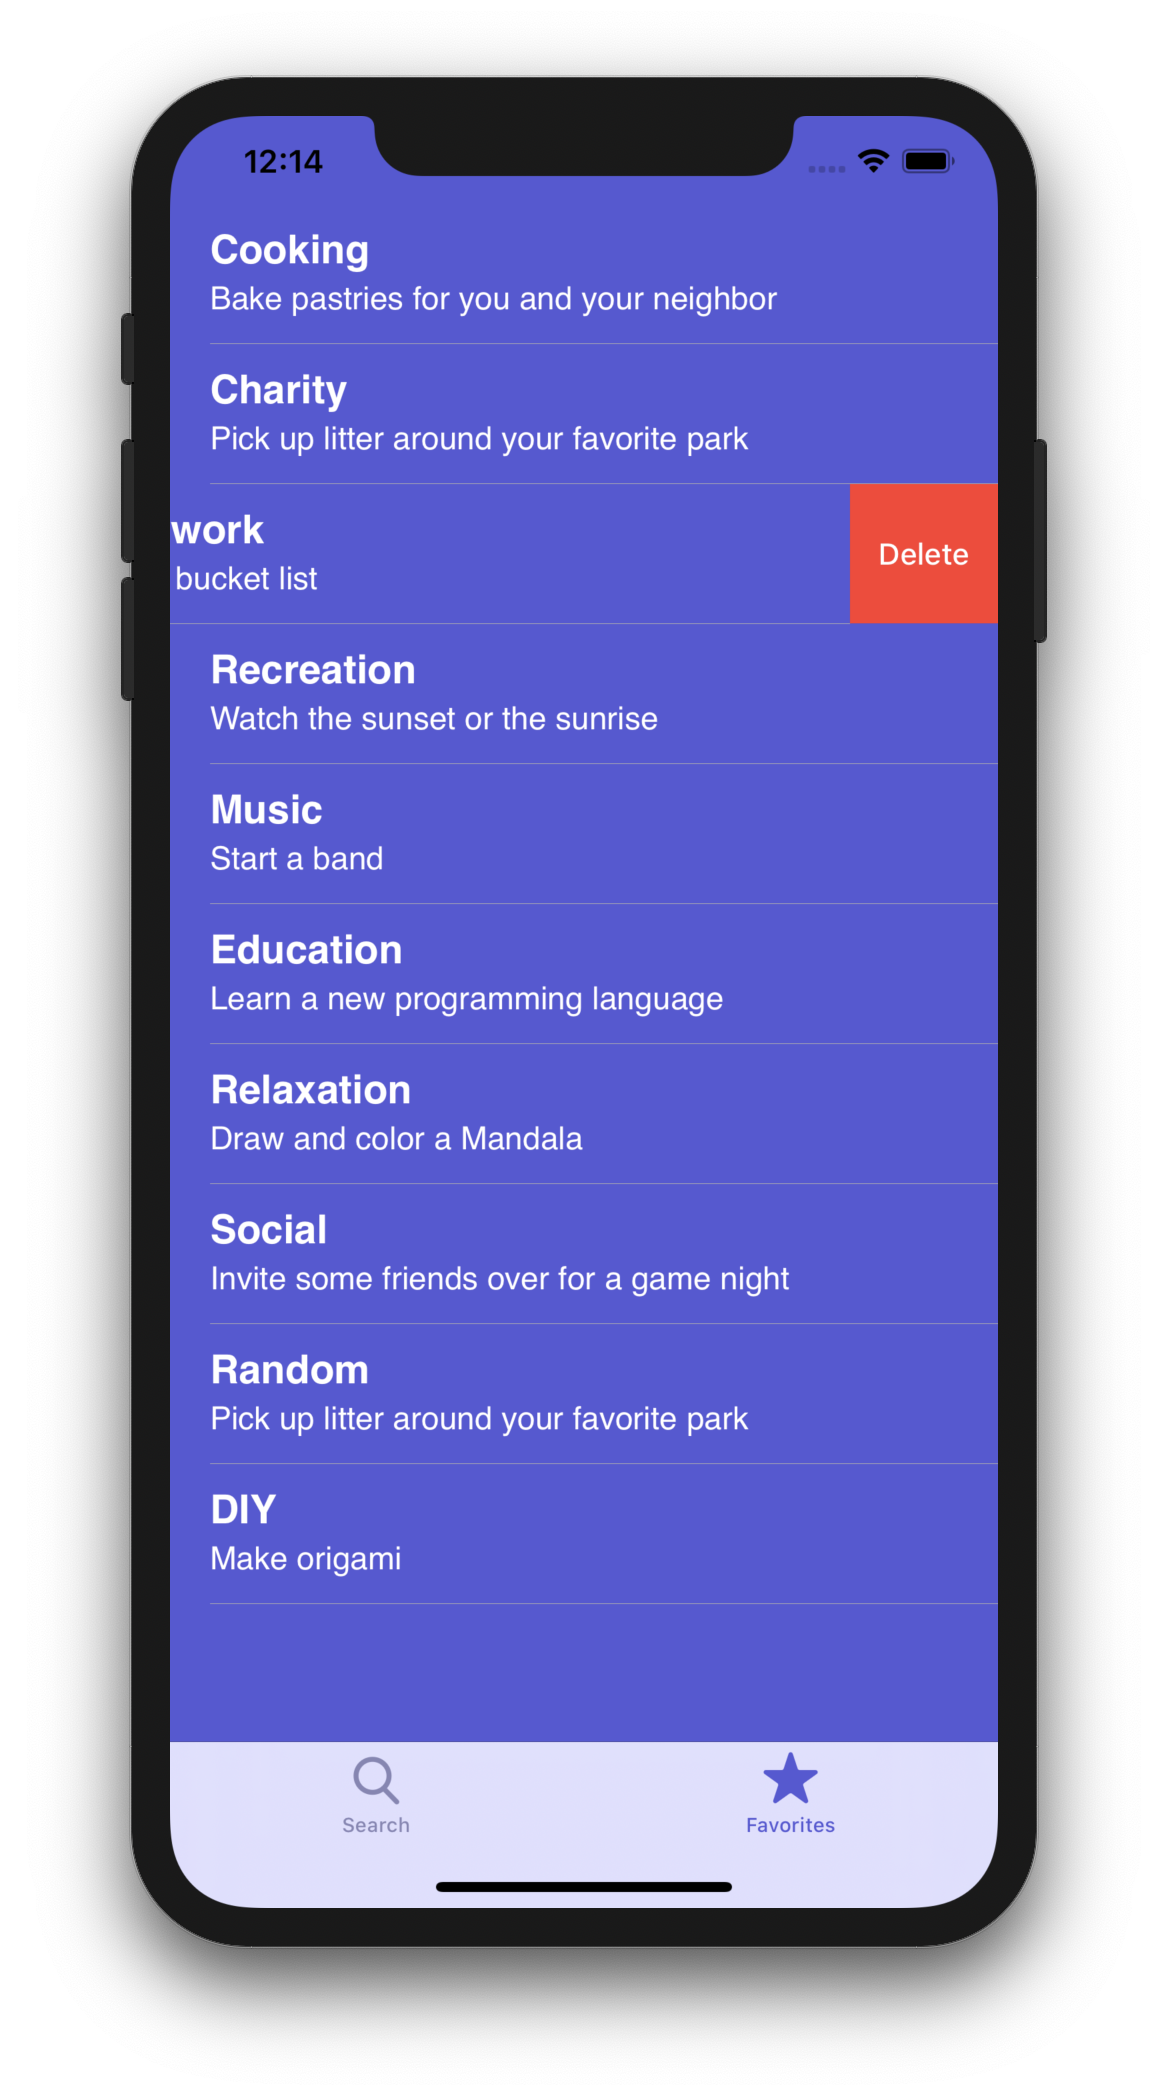 12:14
Cooking
Bake pastries for you and your neighbor
Charity
Pick up litter around your favorite park
work
bucket list
Delete
Recreation
Watch the sunset or the sunrise
Music
Start a band
Education
Learn a new programming language
Relaxation
Draw and color a Mandala
Social
Invite some friends over for a game night
Random
Pick up litter around your favorite park
DIY
Make origami
Search
Favorites